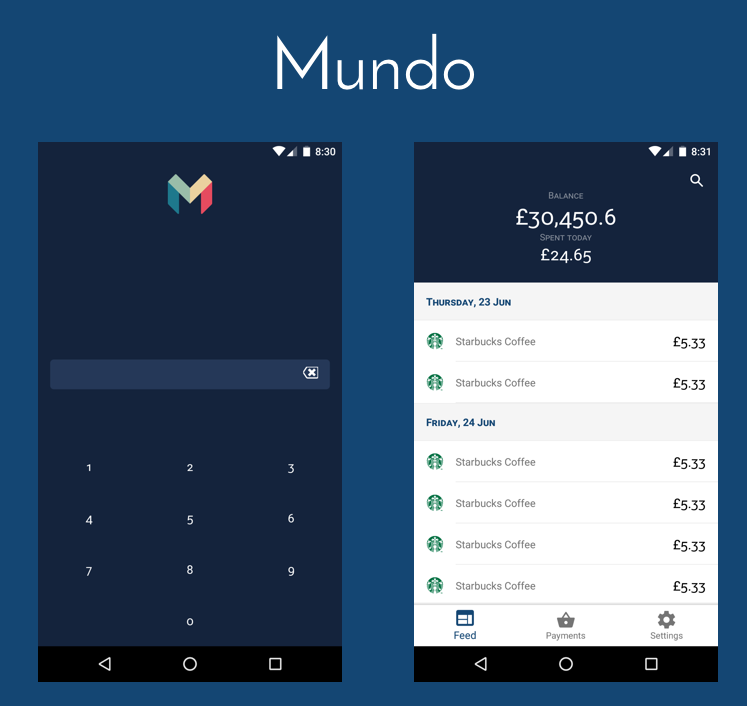 Mundo
8:30
1 2 3
4 5 6
7 8 9
0
8:31
Balance
£30,450.6
Spent today
£24.65
Thursday, 23 Jun
Starbucks Coffee £5.33
Starbucks Coffee £5.33
Friday, 24 Jun
Starbucks Coffee £5.33
Starbucks Coffee £5.33
Starbucks Coffee £5.33
Starbucks Coffee £5.33
Feed Payments Settings